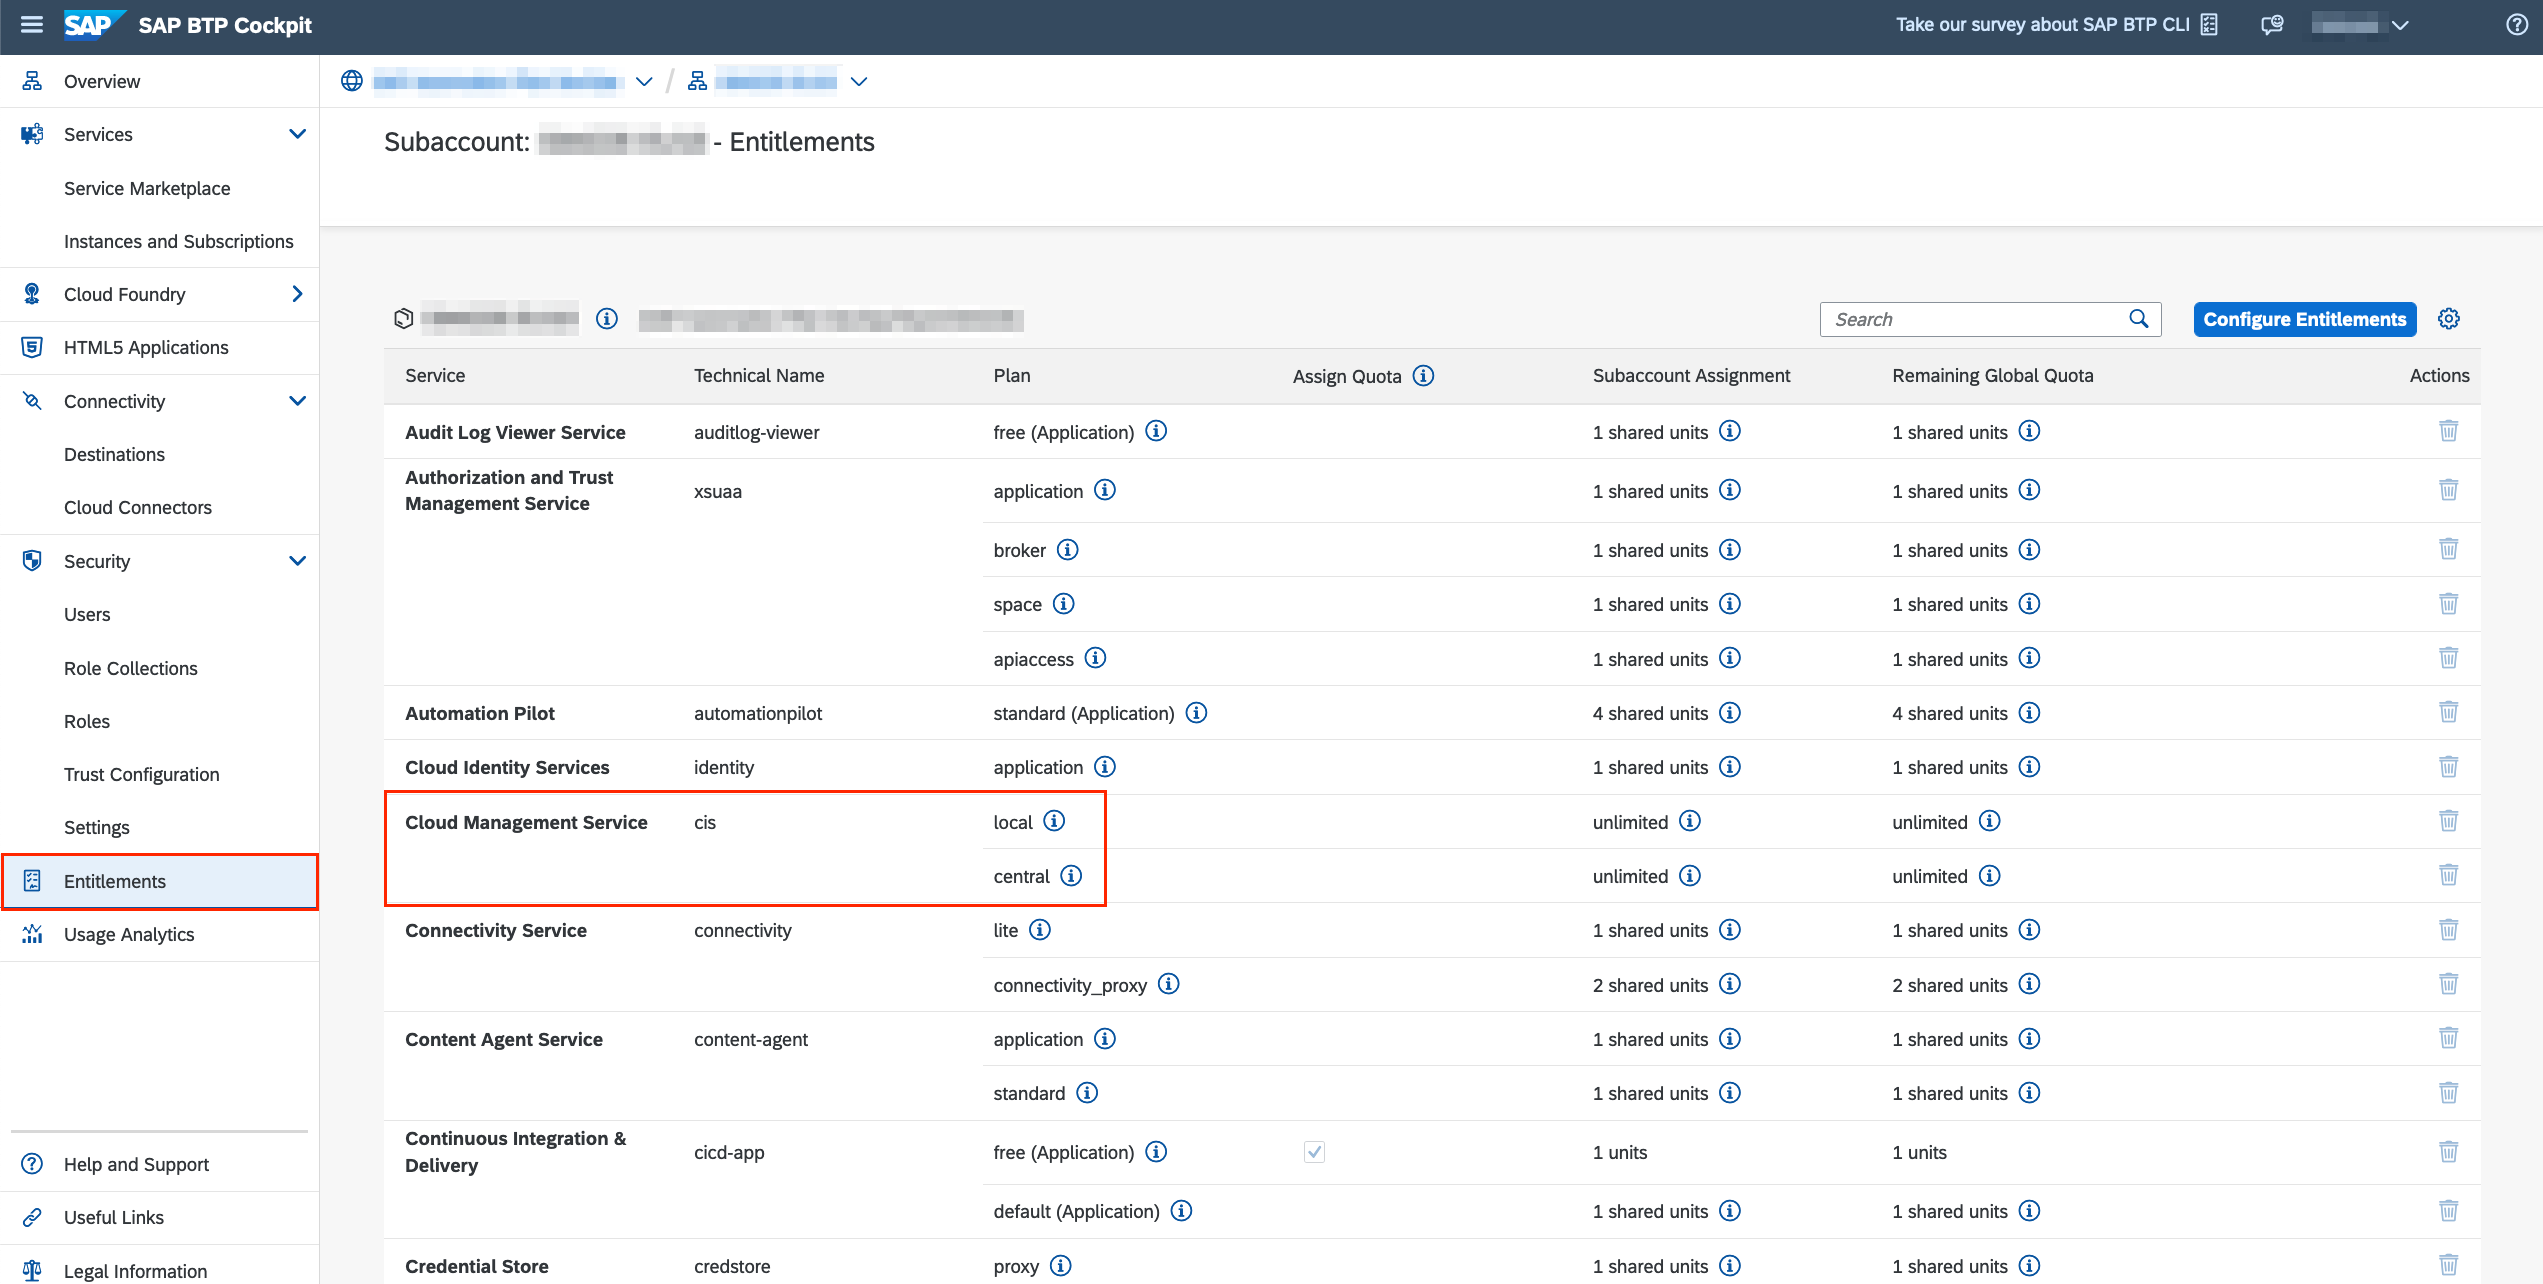 SAP SAP BTP Cockpit
Take our survey about SAP BTP CLI
Overview
Services
Service Marketplace
Instances and Subscriptions
Cloud Foundry
HTML5 Applications
Connectivity
Destinations
Cloud Connectors
Security
Users
Role Collections
Roles
Trust Configuration
Settings
Entitlements
Usage Analytics
Help and Support
Useful Links
Legal Information
Subaccount: - Entitlements
Search
Configure Entitlements
Service Technical Name Plan Assign Quota Subaccount Assignment Remaining Global Quota Actions
Audit Log Viewer Service auditlog-viewer free (Application) 1 shared units 1 shared units
Authorization and Trust
Management Service xsuaa application 1 shared units 1 shared units
broker 1 shared units 1 shared units
space 1 shared units 1 shared units
apiaccess 1 shared units 1 shared units
Automation Pilot automationpilot standard (Application) 4 shared units 4 shared units
Cloud Identity Services identity application 1 shared units 1 shared units
Cloud Management Service cis local unlimited unlimited
central unlimited unlimited
Connectivity Service connectivity lite 1 shared units 1 shared units
connectivity_proxy 2 shared units 2 shared units
Content Agent Service content-agent application 1 shared units 1 shared units
standard 1 shared units 1 shared units
Continuous Integration &
Delivery cicd-app free (Application) 1 units 1 units
default (Application) 1 shared units 1 shared units
Credential Store credstore proxy 1 shared units 1 shared units